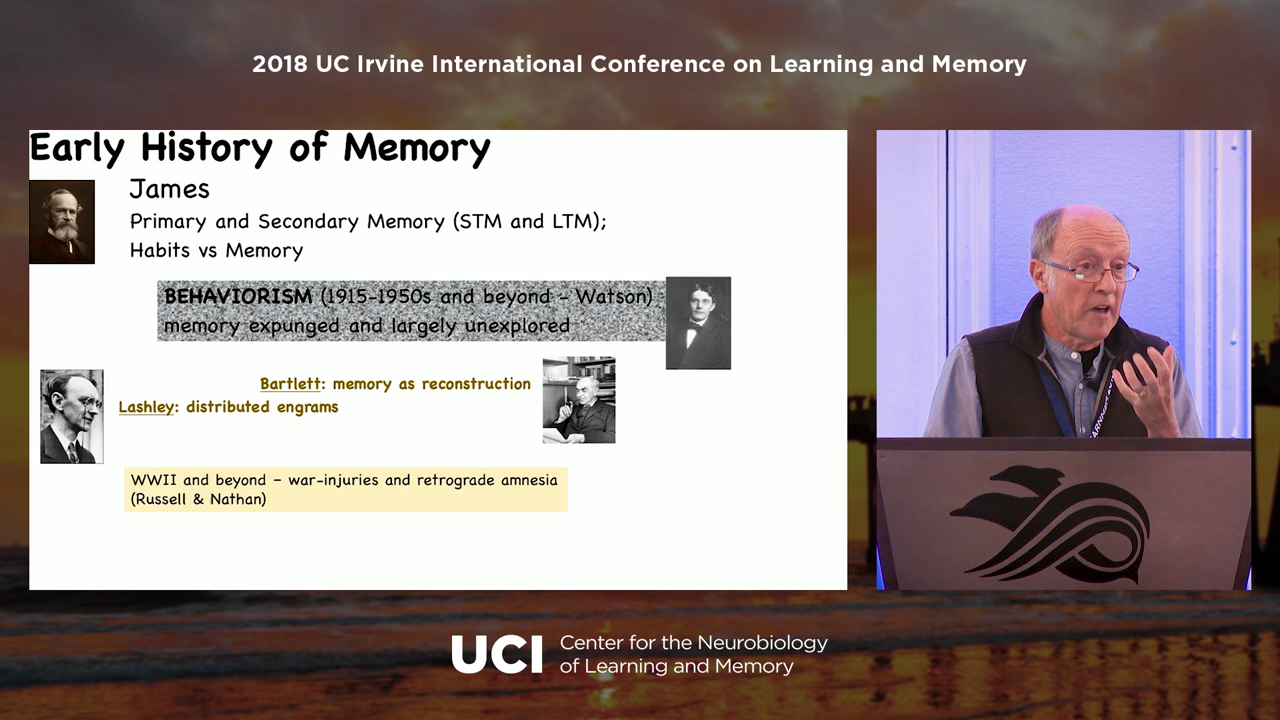 2018 UC Irvine International Conference on Learning and Memory
Early History of Memory
James
Primary and Secondary Memory (STM and LTM);
Habits vs Memory
BEHAVIORISM (1915-1950s and beyond – Watson)
memory expunged and largely unexplored
Bartlett: memory as reconstruction
Lashley: distributed engrams
WWII and beyond – war-injuries and retrograde amnesia
(Russell & Nathan)
UCI Center for the Neurobiology
of Learning and Memory